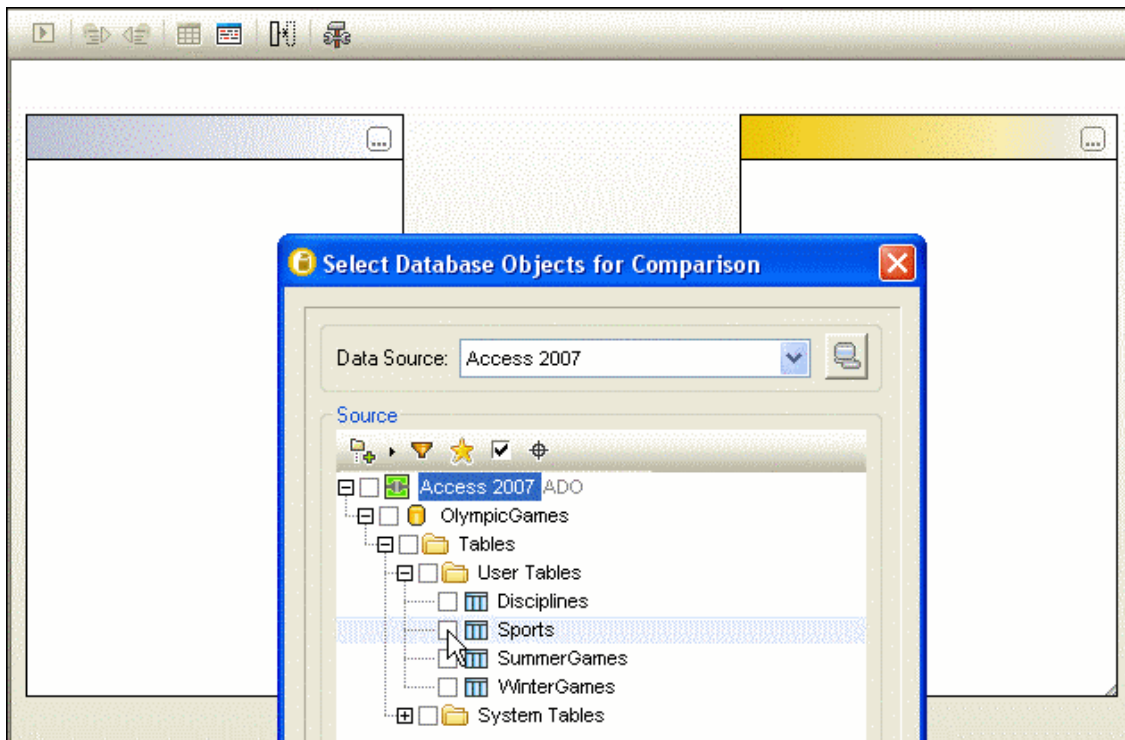 Select Database Objects for Comparison
Data Source: Access 2007
Source
Access 2007 ADO
OlympicGames
Tables
User Tables
Disciplines
Sports
SummerGames
WinterGames
System Tables